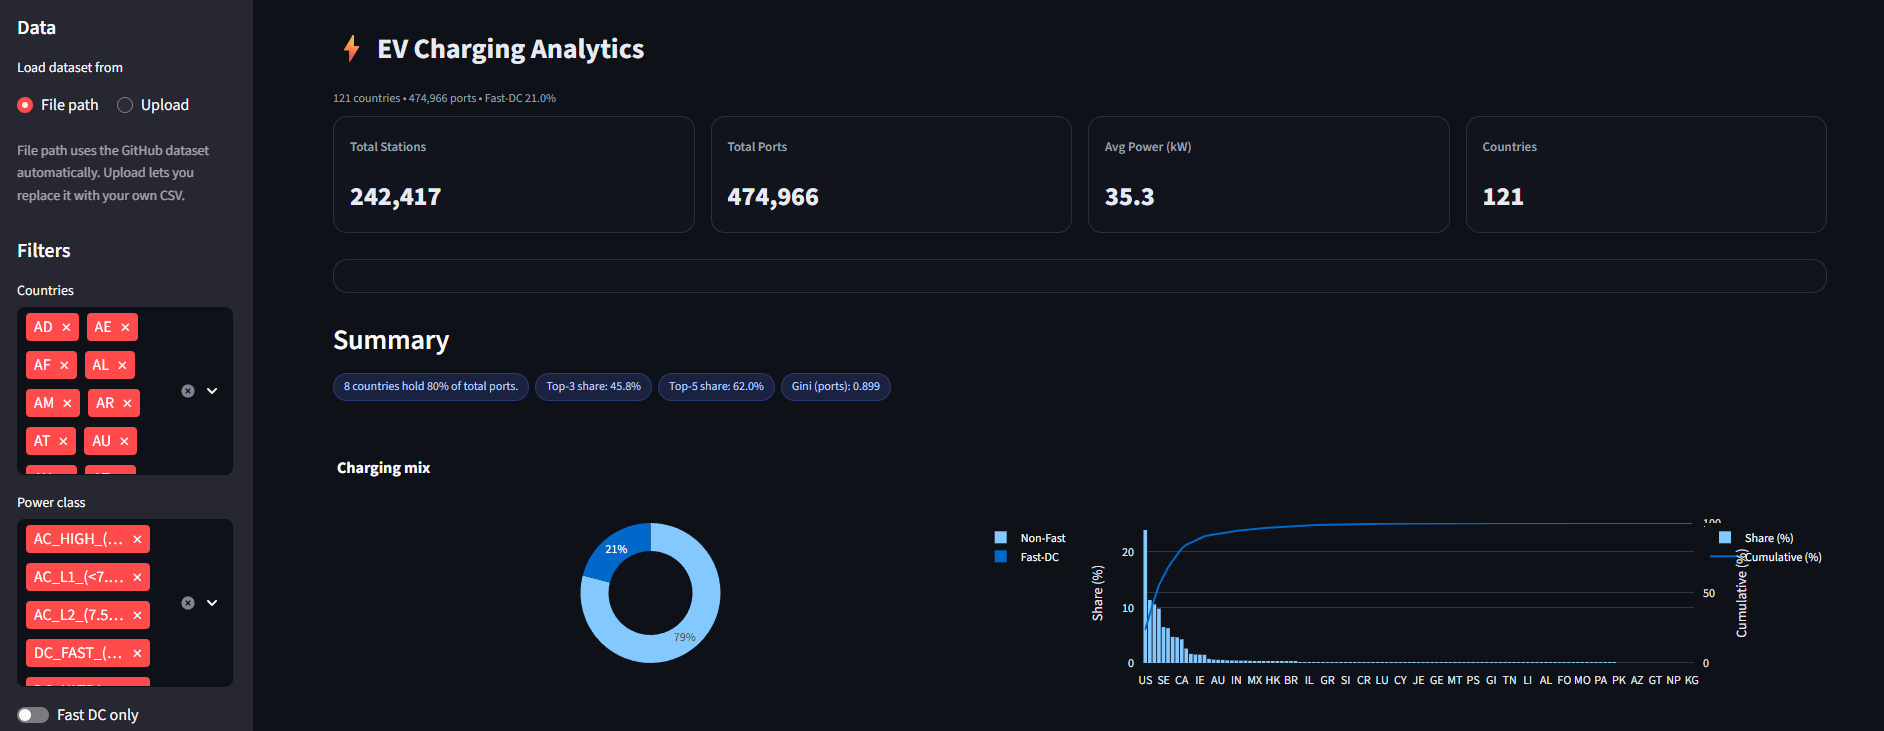 Data
Load dataset from
File path Upload
File path uses the GitHub dataset
automatically. Upload lets you
replace it with your own CSV.
Filters
Countries
AD × AE ×
AF × AL ×
AM × AR ×
AT × AU ×
Power class
AC_HIGH_(... ×
AC_L1_(<7.... ×
AC_L2_(7.5... ×
DC_FAST_(... ×
Fast DC only
EV Charging Analytics
121 countries • 474,966 ports • Fast-DC 21.0%
Total Stations
242,417
Total Ports
474,966
Avg Power (kW)
35.3
Countries
121
Summary
8 countries hold 80% of total ports.
Top-3 share: 45.8%
Top-5 share: 62.0%
Gini (ports): 0.899
Charging mix
21%
79%
Non-Fast
Fast-DC
Share (%)
20
10
0
US SE CA IE AU IN MX HK BR IL GR SI CR LU CY JE GE MT PS GI TN LI AL FO MO PA PK AZ GT NP KG
100
50
0
Cumulative (%)
Share (%)
Cumulative (%)